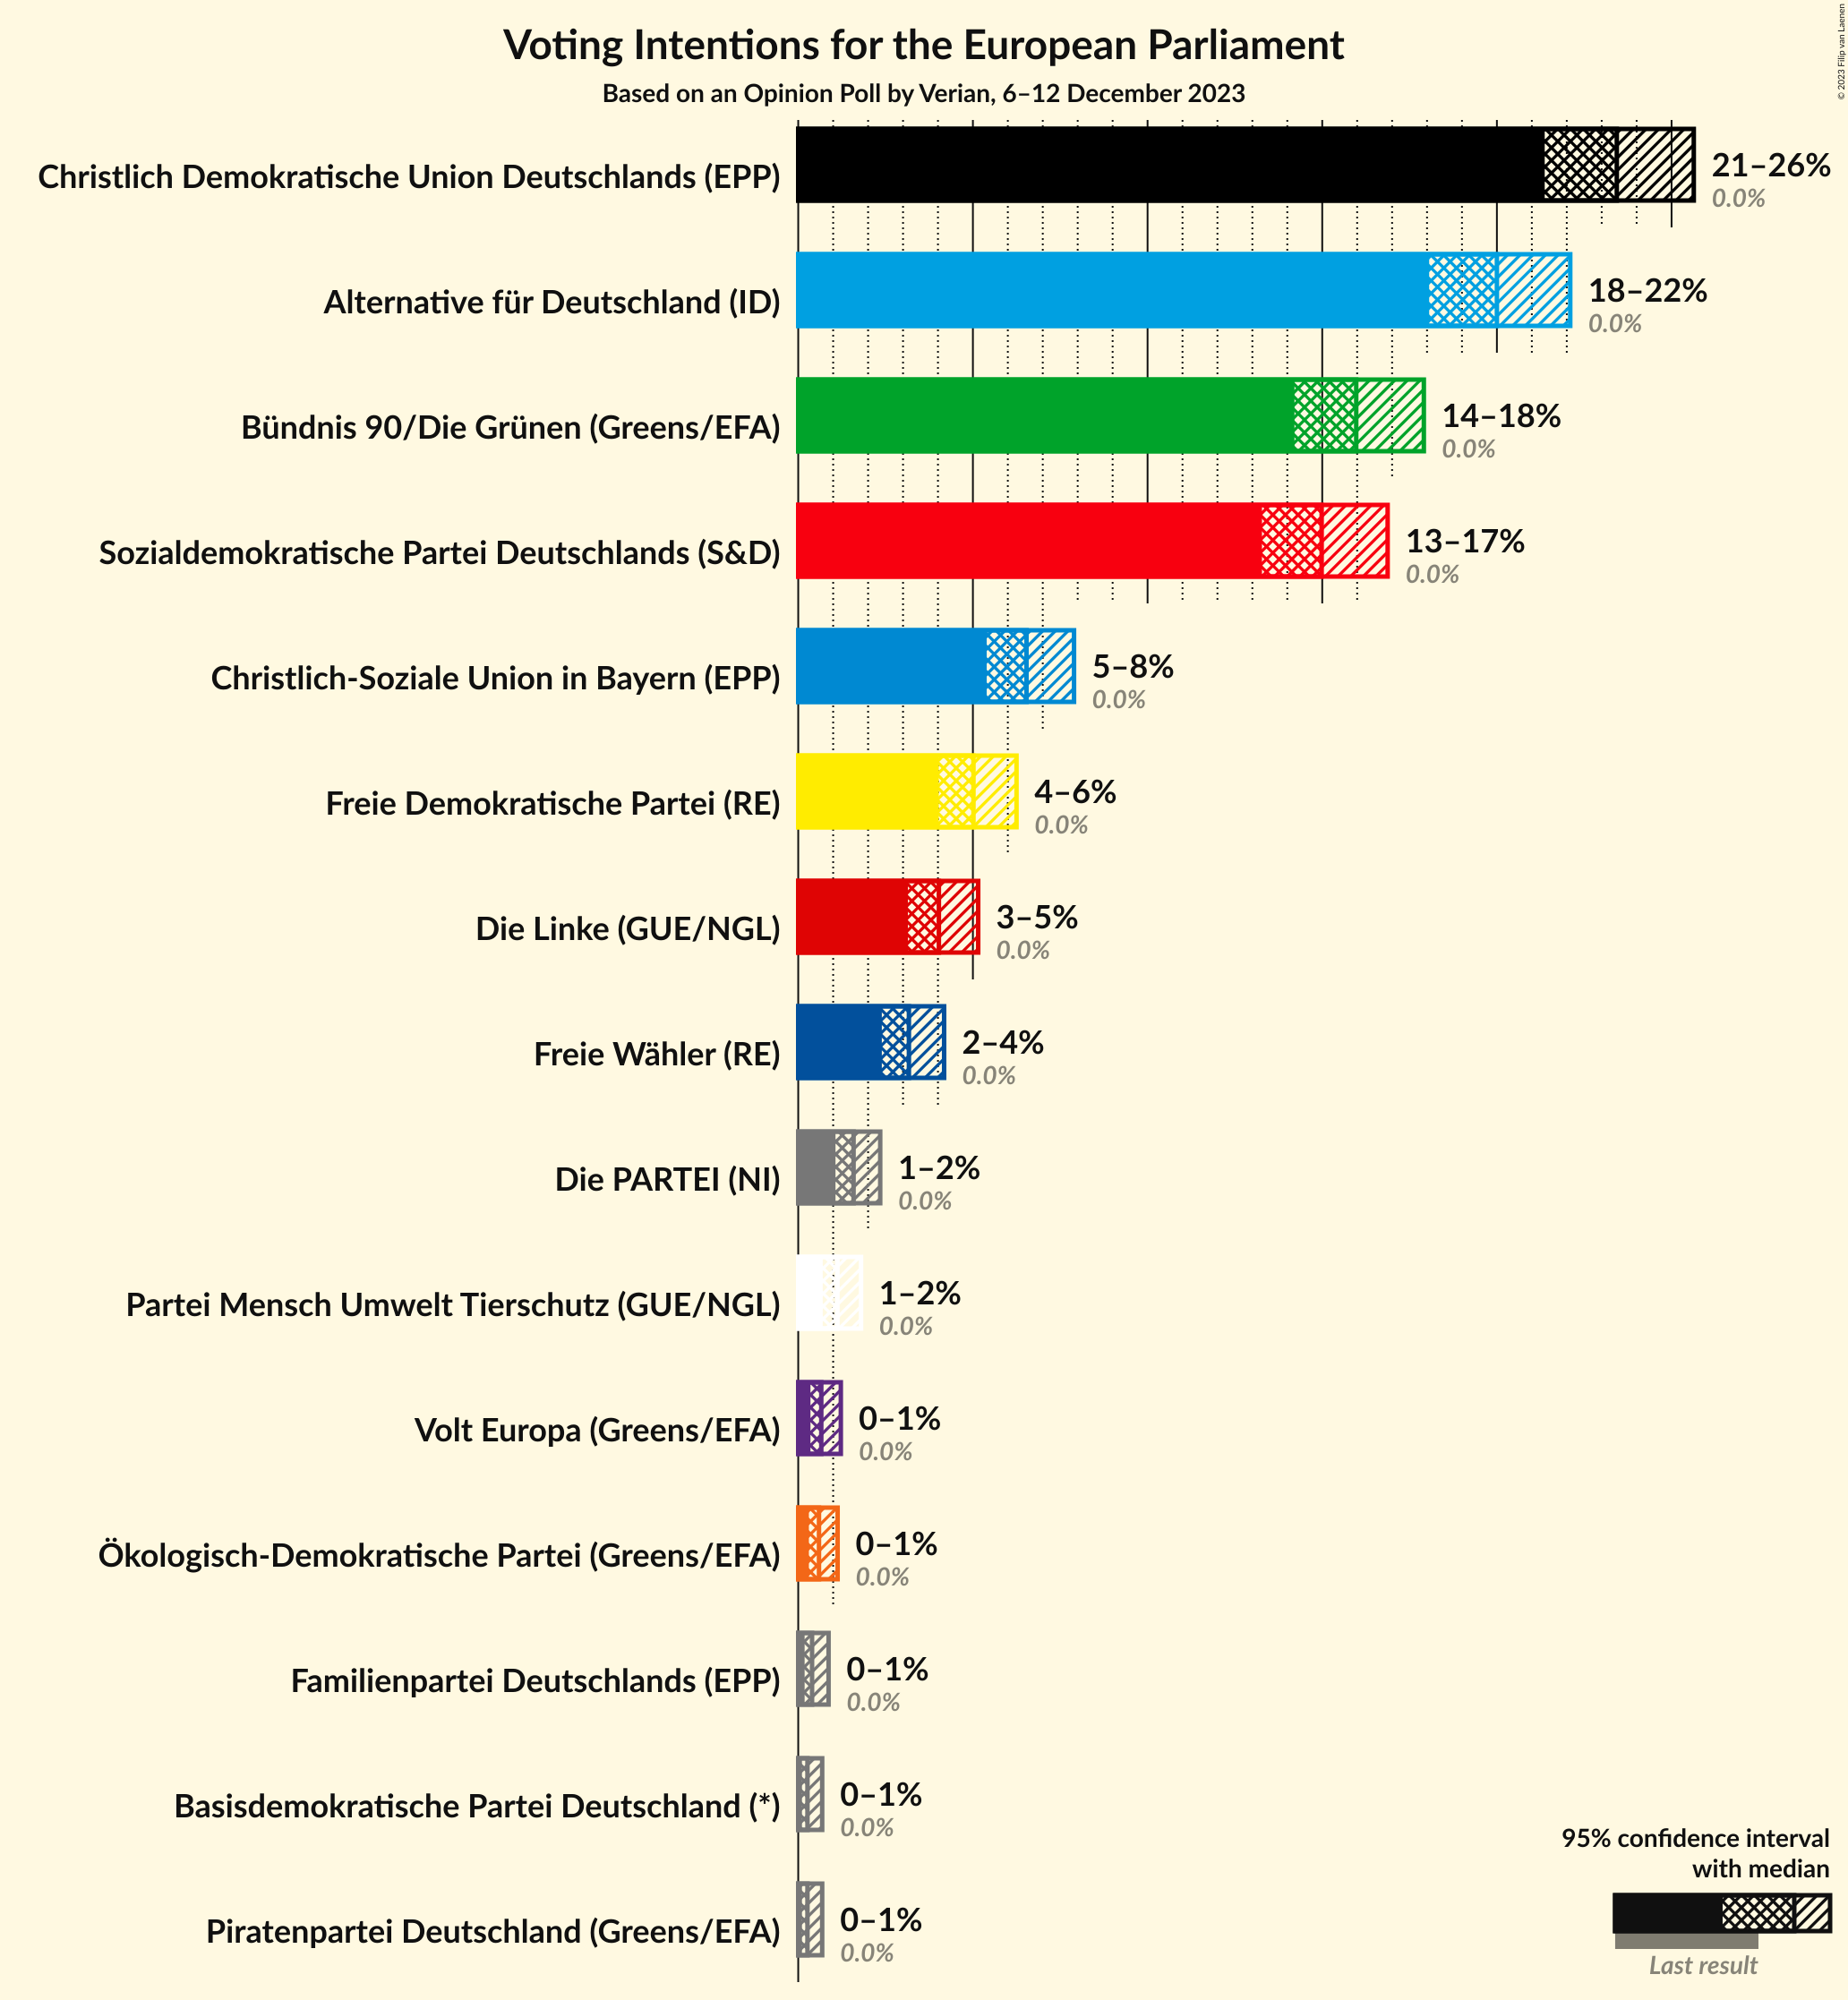 Voting Intentions for the European Parliament
Based on an Opinion Poll by Verian, 6–12 December 2023
© 2023 Filip van Laenen
Christlich Demokratische Union Deutschlands (EPP)
21–26%
0.0%
Alternative für Deutschland (ID)
18–22%
0.0%
Bündnis 90/Die Grünen (Greens/EFA)
14–18%
0.0%
Sozialdemokratische Partei Deutschlands (S&D)
13–17%
0.0%
Christlich-Soziale Union in Bayern (EPP)
5–8%
0.0%
Freie Demokratische Partei (RE)
4–6%
0.0%
Die Linke (GUE/NGL)
3–5%
0.0%
Freie Wähler (RE)
2–4%
0.0%
Die PARTEI (NI)
1–2%
0.0%
Partei Mensch Umwelt Tierschutz (GUE/NGL)
1–2%
0.0%
Volt Europa (Greens/EFA)
0–1%
0.0%
Ökologisch-Demokratische Partei (Greens/EFA)
0–1%
0.0%
Familienpartei Deutschlands (EPP)
0–1%
0.0%
Basisdemokratische Partei Deutschland (*)
0–1%
0.0%
Piratenpartei Deutschland (Greens/EFA)
0–1%
0.0%
95% confidence interval
with median
Last result